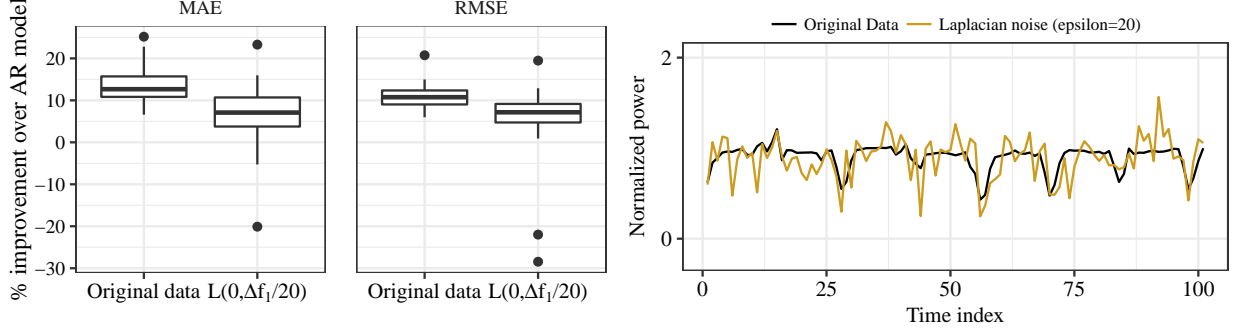 MAE
RMSE
% improvement over AR model
20
10
0
−10
−20
−30
Original data L(0,Δf1/20)
Original data L(0,Δf1/20)
Original Data
Laplacian noise (epsilon=20)
Normalized power
2
1
0
0
25
50
75
100
Time index